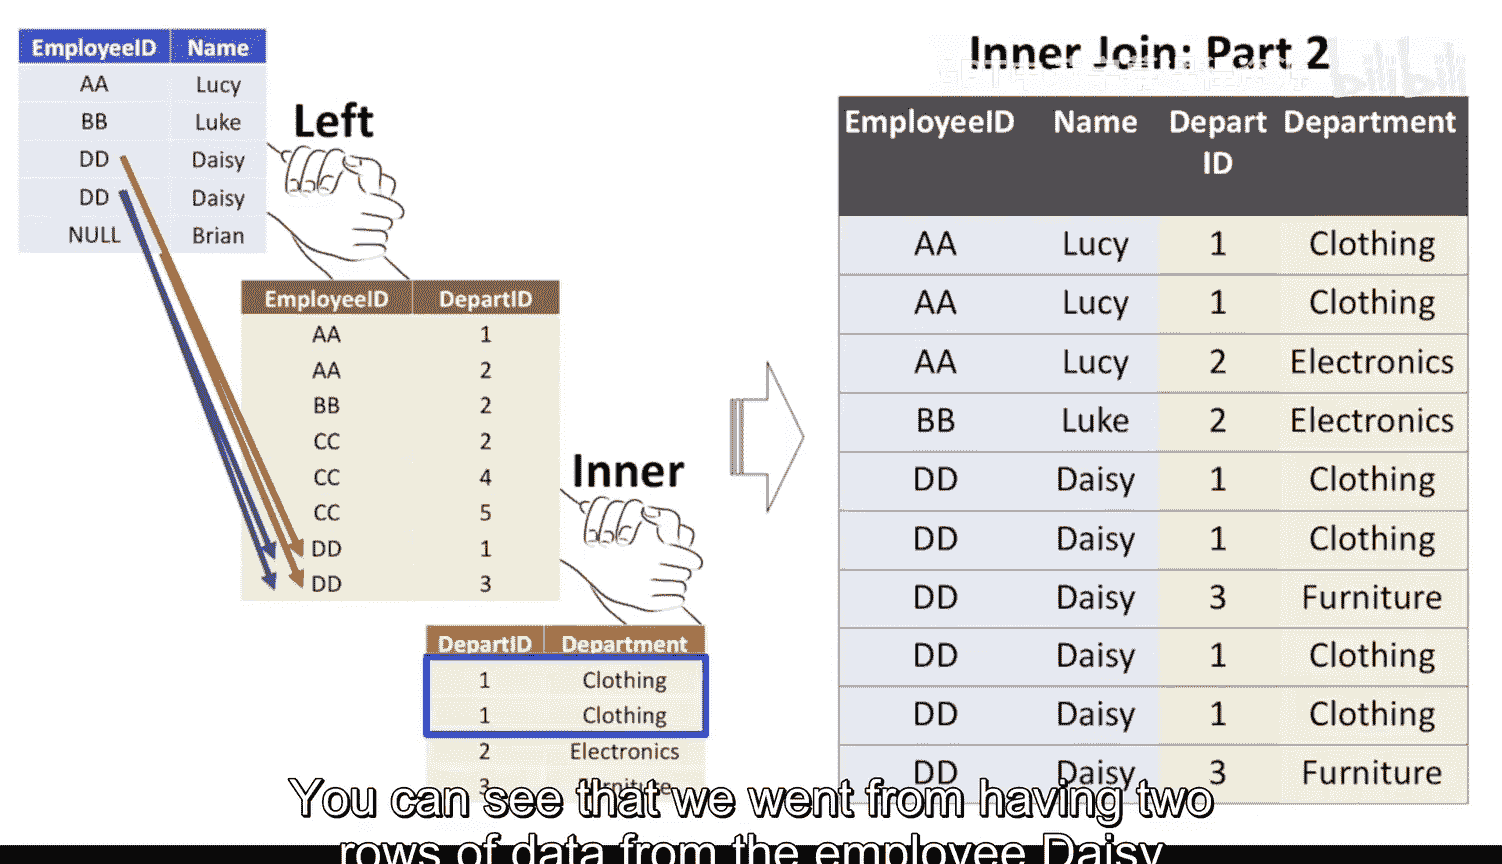 Inner Join: Part 2
bilibili
EmployeeID Name
AA Lucy
BB Luke
DD Daisy
DD Daisy
NULL Brian
Left
EmployeeID DepartID
AA 1
AA 2
BB 2
CC 2
CC 4
CC 5
DD 1
DD 3
Inner
DepartID Department
1 Clothing
1 Clothing
2 Electronics
3 Furniture
EmployeeID Name Depart Department
ID
AA Lucy 1 Clothing
AA Lucy 1 Clothing
AA Lucy 2 Electronics
BB Luke 2 Electronics
DD Daisy 1 Clothing
DD Daisy 1 Clothing
DD Daisy 3 Furniture
DD Daisy 1 Clothing
DD Daisy 1 Clothing
DD Daisy 3 Furniture
You can see that we went from having two
rows of data from the employee Daisy